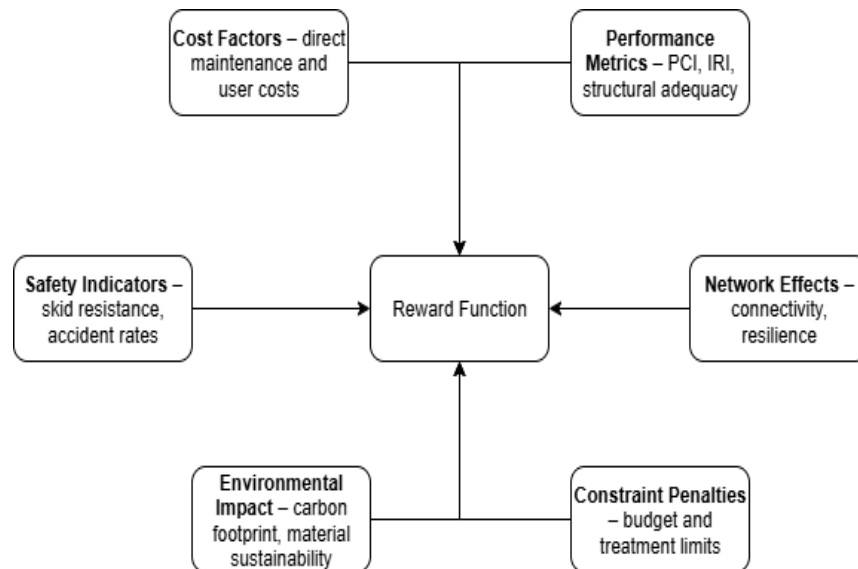 Cost Factors – direct
maintenance and
user costs
Performance
Metrics – PCI, IRI,
structural adequacy
Safety Indicators –
skid resistance,
accident rates
Reward Function
Network Effects –
connectivity,
resilience
Environmental
Impact – carbon
footprint, material
sustainability
Constraint Penalties
– budget and
treatment limits